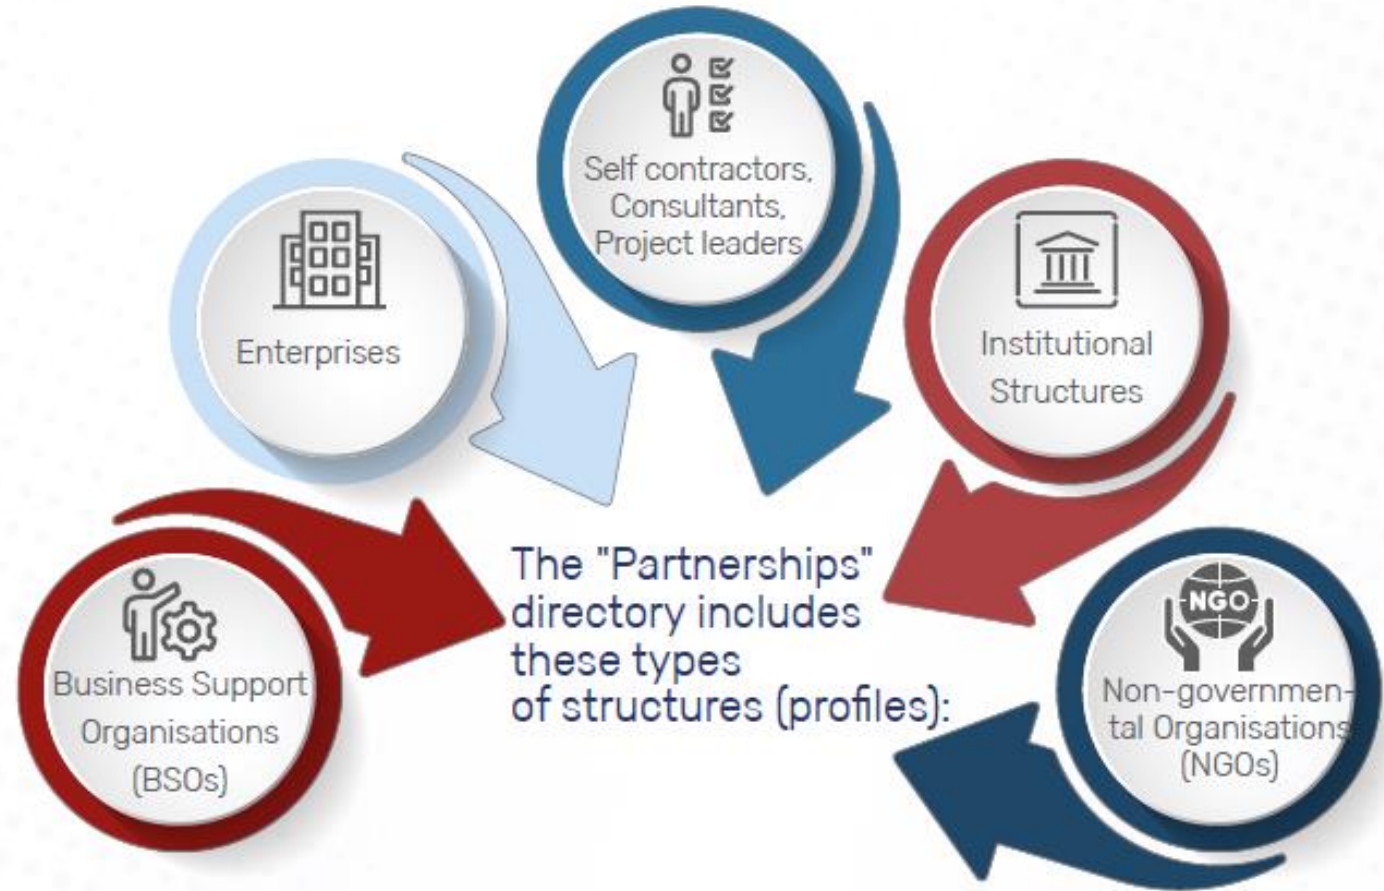 Self contractors,
Consultants,
Project leaders
Enterprises
Institutional
Structures
The "Partnerships"
directory includes
these types
of structures (profiles):
Business Support
Organisations
(BSOs)
NGO
Non-governmen-
tal Organisations
(NGOs)